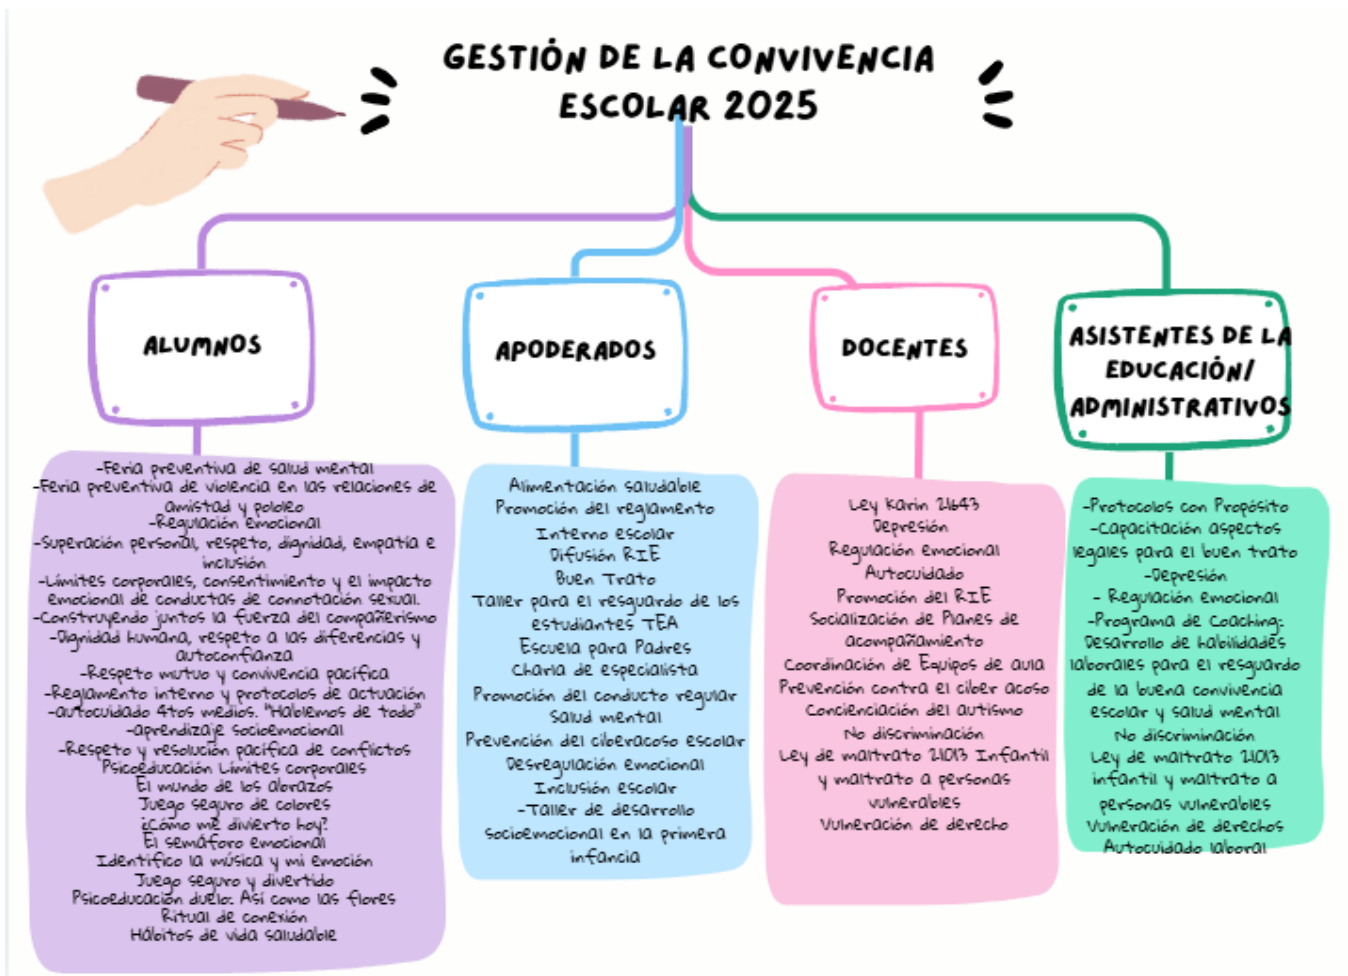 GESTIÓN DE LA CONVIVENCIA
ESCOLAR 2025
ALUMNOS
-Feria preventiva de salud mental
-Feria preventiva de violencia en las relaciones de
amistad y pololeo
-Regulación emocional
-Superación personal, respeto, dignidad, empatía e
inclusión
-Límites corporales, consentimiento y el impacto
emocional de conductas de connotación sexual.
-Construyendo juntos la fuerza del compañerismo
-Dignidad humana, respeto a las diferencias y
autoconfianza
-Respeto mutuo y convivencia pacífica
-Reglamento interno y protocolos de actuación
-autocuidado 4tos medios. "Hablemos de todo"
-aprendizaje socioemocional
-Respeto y resolución pacífica de conflictos
Psicoeducación Límites corporales
El mundo de los abrazos
Juego seguro de colores
¿Cómo me divierto hoy?
El semáforo emocional
Identifico la música y mi emoción
Juego seguro y divertido
Psicoeducación duelo: Así como las flores
Ritual de conexión
Hábitos de vida saludable
APODERADOS
Alimentación saludable
Promoción del reglamento
Interno escolar
Difusión RIE
Buen Trato
Taller para el resguardo de los
estudiantes TEA
Escuela para Padres
Charla de especialista
Promoción del conducto regular
Salud mental
Prevención del ciberacoso escolar
Desregulación emocional
Inclusión escolar
-Taller de desarrollo
socioemocional en la primera
infancia
DOCENTES
Ley Karin 21643
Depresión
Regulación emocional
Autocuidado
Promoción del RIE
Socialización de Planes de
acompañamiento
Coordinación de Equipos de aula
Prevención contra el ciber acoso
Concienciación del autismo
No discriminación
Ley de maltrato 21013 Infantil
y maltrato a personas
vulnerables
Vulneración de derecho
ASISTENTES DE LA
EDUCACIÓN/
ADMINISTRATIVOS
-Protocolos con Propósito
-Capacitación aspectos
legales para el buen trato
-Depresión
- Regulación emocional
-Programa de Coaching:
Desarrollo de habilidades
laborales para el resguardo
de la buena convivencia
escolar y salud mental
No discriminación
Ley de maltrato 21013
infantil y maltrato a
personas vulnerables
Vulneración de derechos
Autocuidado laboral